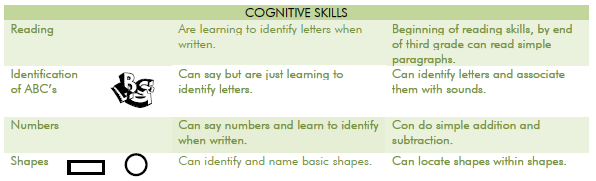 COGNITIVE SKILLS
Reading
Are learning to identify letters when
written.
Beginning of reading skills, by end
of third grade can read simple
paragraphs.
Identification
of ABC's
Can say but are just learning to
identify letters.
Can identify letters and associate
them with sounds.
Numbers
Can say numbers and learn to identify
when written.
Can do simple addition and
subtraction.
Shapes
Can identify and name basic shapes.
Can locate shapes within shapes.